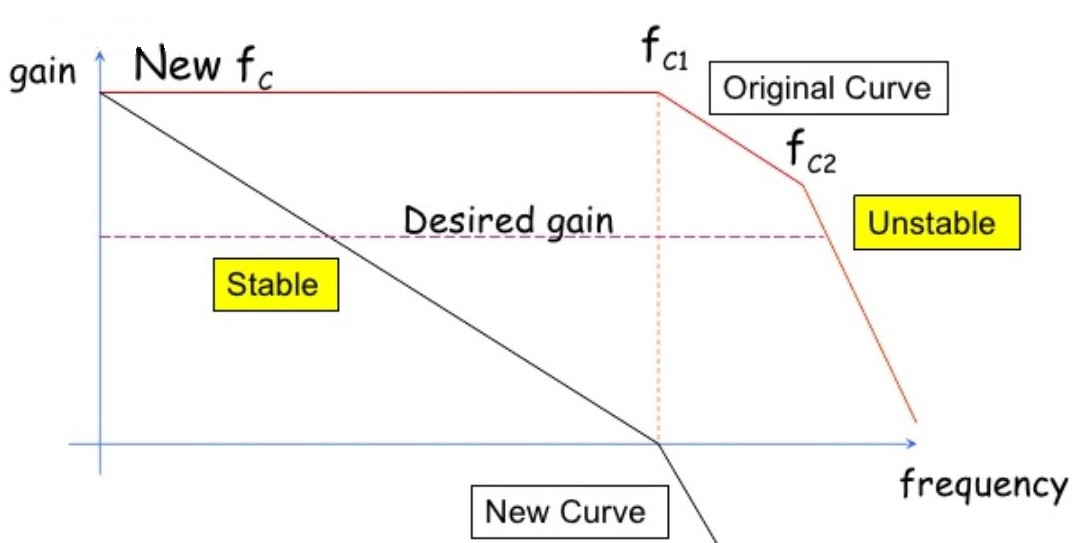 gain
New fC
fC1
Original Curve
fC2
Desired gain
Unstable
Stable
frequency
New Curve